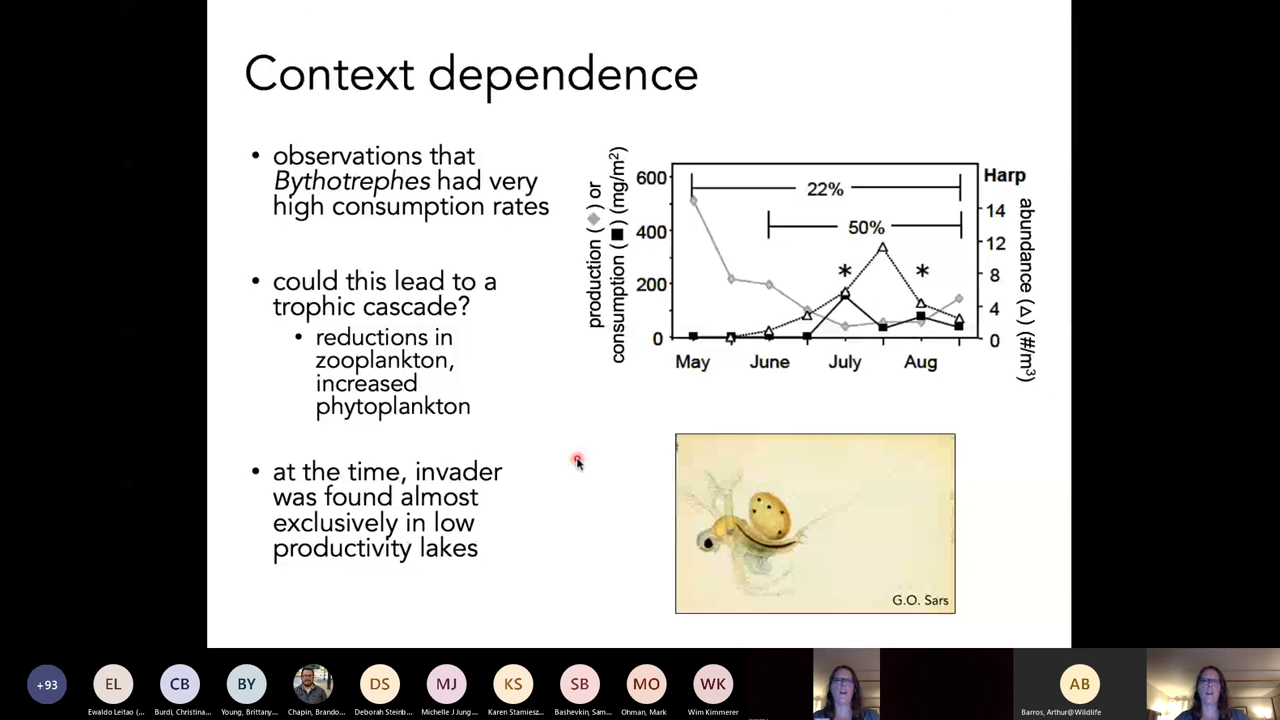 Context dependence
• observations that
Bythotrephes had very
high consumption rates
• could this lead to a
trophic cascade?
• reductions in
zooplankton,
increased
phytoplankton
• at the time, invader
was found almost
exclusively in low
productivity lakes
production (◆) or
consumption (■) (mg/m²)
600
400
200
0
22%
50%
*
*
Harp
14
12
8
4
0
abundance (△) (#/m³)
May
June
July
Aug
G.O. Sars
+93
EL
CB
BY
DS
MJ
KS
SB
MO
WK
AB
Ewaldo Leitao (...
Burdi, Christina...
Young, Brittany...
Chapin, Brando...
Deborah Steinb...
Michelle J Jung...
Karen Stamiesz...
Bashevkin, Sam...
Ohman, Mark
Wim Kimmerer
Barros, Arthur@Wildlife